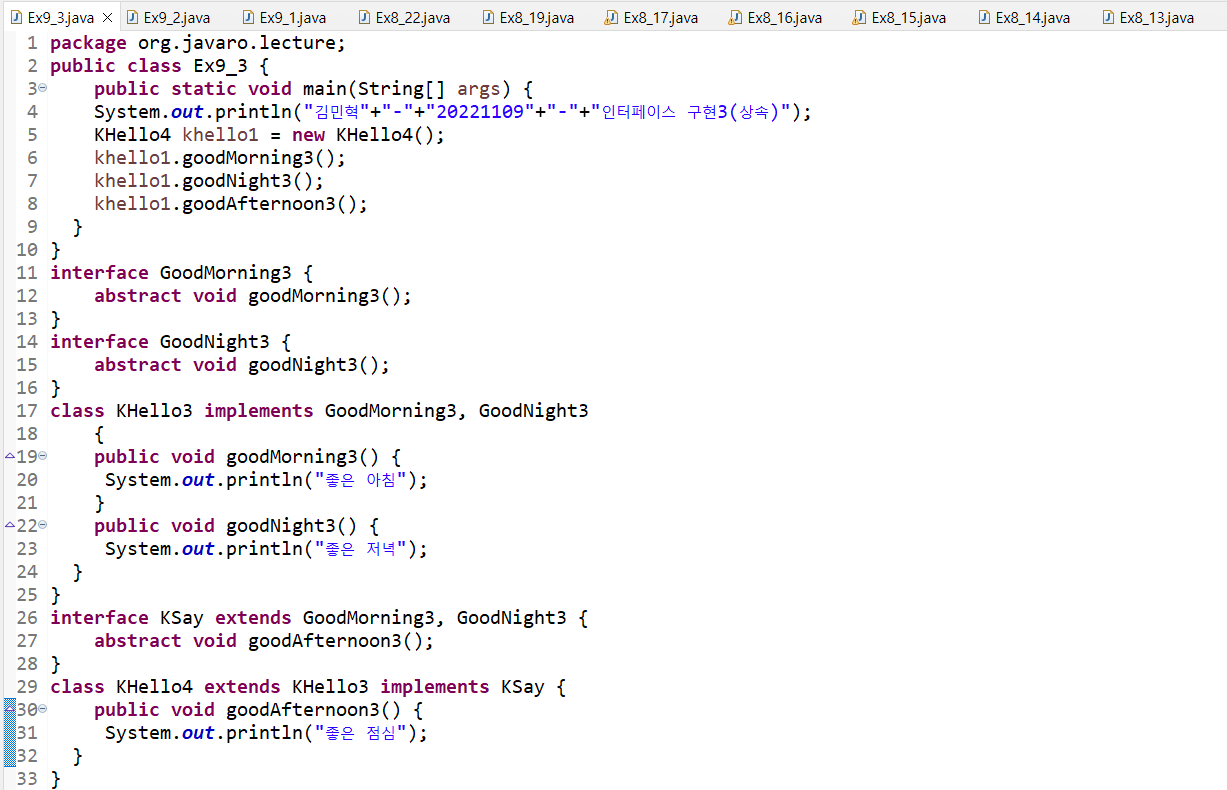 Ex9_3.java Ex9_2.java Ex9_1.java Ex8_22.java Ex8_19.java Ex8_17.java Ex8_16.java Ex8_15.java Ex8_14.java Ex8_13.java
1 package org.javaro.lecture;
2 public class Ex9_3 {
3 public static void main(String[] args) {
4 System.out.println("김민혁"+"-"+"20221109"+"-"+"인터페이스 구현3(상속)");
5 KHello4 khello1 = new KHello4();
6 khello1.goodMorning3();
7 khello1.goodNight3();
8 khello1.goodAfternoon3();
9 }
10 }
11 interface GoodMorning3 {
12 abstract void goodMorning3();
13 }
14 interface GoodNight3 {
15 abstract void goodNight3();
16 }
17 class KHello3 implements GoodMorning3, GoodNight3
18 {
19 public void goodMorning3() {
20 System.out.println("좋은 아침");
21 }
22 public void goodNight3() {
23 System.out.println("좋은 저녁");
24 }
25 }
26 interface KSay extends GoodMorning3, GoodNight3 {
27 abstract void goodAfternoon3();
28 }
29 class KHello4 extends KHello3 implements KSay {
30 public void goodAfternoon3() {
31 System.out.println("좋은 점심");
32 }
33 }